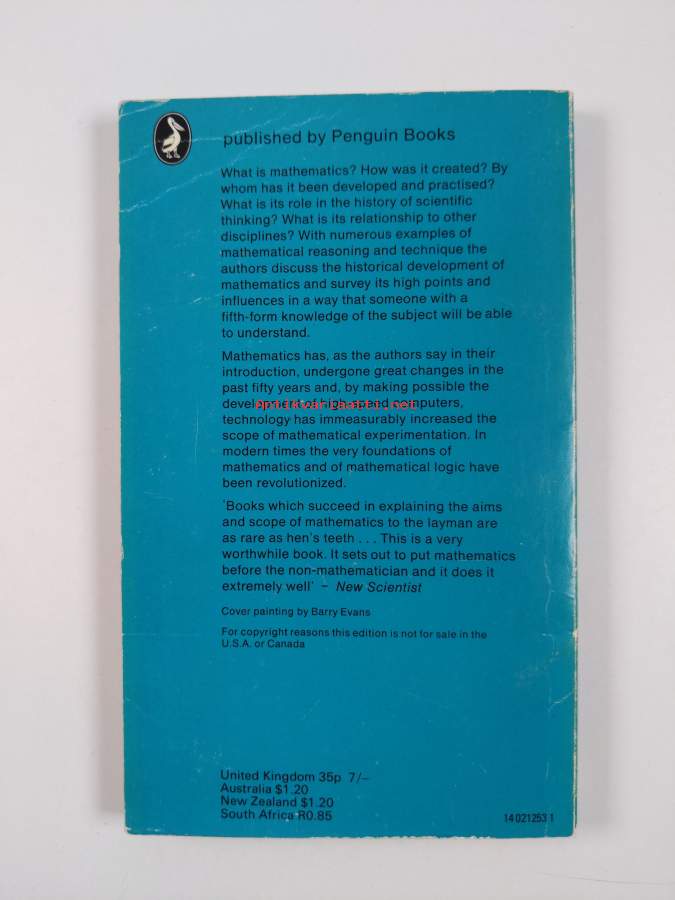 published by Penguin Books
What is mathematics? How was it created? By
whom has it been developed and practised?
What is its role in the history of scientific
thinking? What is its relationship to other
disciplines? With numerous examples of
mathematical reasoning and technique the
authors discuss the historical development of
mathematics and survey its high points and
influences in a way that someone with a
fifth-form knowledge of the subject will be able
to understand.
Mathematics has, as the authors say in their
introduction, undergone great changes in the
past fifty years and, by making possible the
development of high-speed computers,
antikvariaatti.net
technology has immeasurably increased the
scope of mathematical experimentation. In
modern times the very foundations of
mathematics and of mathematical logic have
been revolutionized.
'Books which succeed in explaining the aims
and scope of mathematics to the layman are
as rare as hen's teeth . . . This is a very
worthwhile book. It sets out to put mathematics
before the non-mathematician and it does it
extremely well' – New Scientist
Cover painting by Barry Evans
For copyright reasons this edition is not for sale in the
U.S.A. or Canada
United Kingdom 35p 7/–
Australia $1.20
New Zealand $1.20
South Africa R0.85
14 021253 1